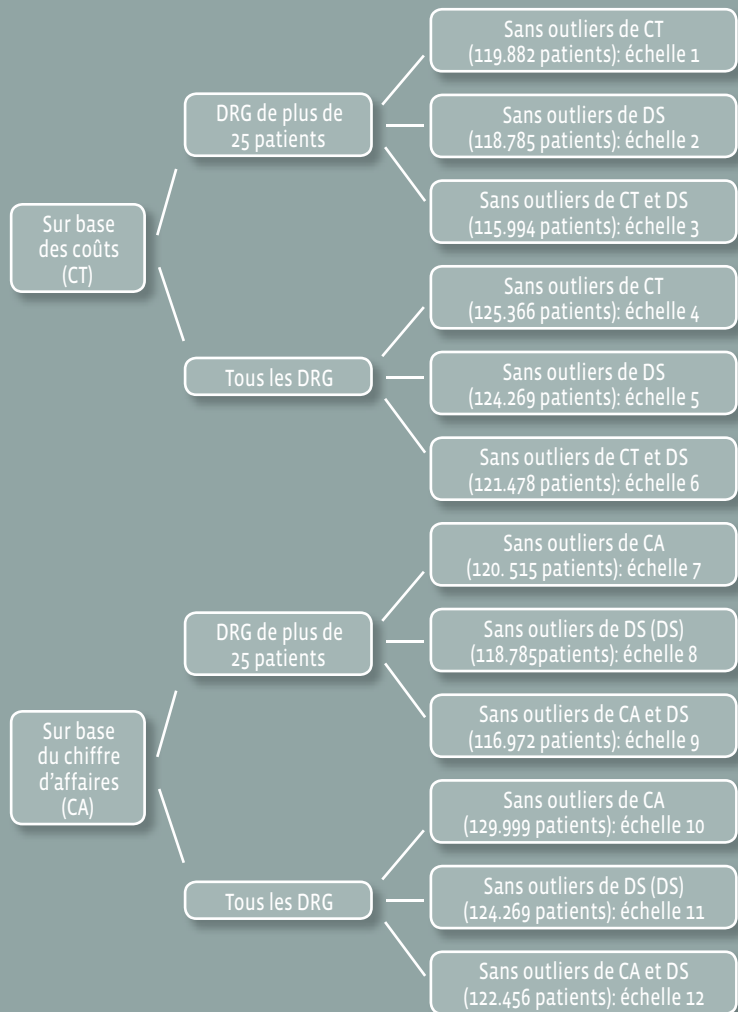 Sur base
des coûts
(CT)
DRG de plus de
25 patients
Sans outliers de CT
(119.882 patients): échelle 1
Sans outliers de DS
(118.785 patients): échelle 2
Sans outliers de CT et DS
(115.994 patients): échelle 3
Tous les DRG
Sans outliers de CT
(125.366 patients): échelle 4
Sans outliers de DS
(124.269 patients): échelle 5
Sans outliers de CT et DS
(121.478 patients): échelle 6
Sur base
du chiffre
d’affaires
(CA)
DRG de plus de
25 patients
Sans outliers de CA
(120. 515 patients): échelle 7
Sans outliers de DS (DS)
(118.785patients): échelle 8
Sans outliers de CA et DS
(116.972 patients): échelle 9
Tous les DRG
Sans outliers de CA
(129.999 patients): échelle 10
Sans outliers de DS (DS)
(124.269 patients): échelle 11
Sans outliers de CA et DS
(122.456 patients): échelle 12